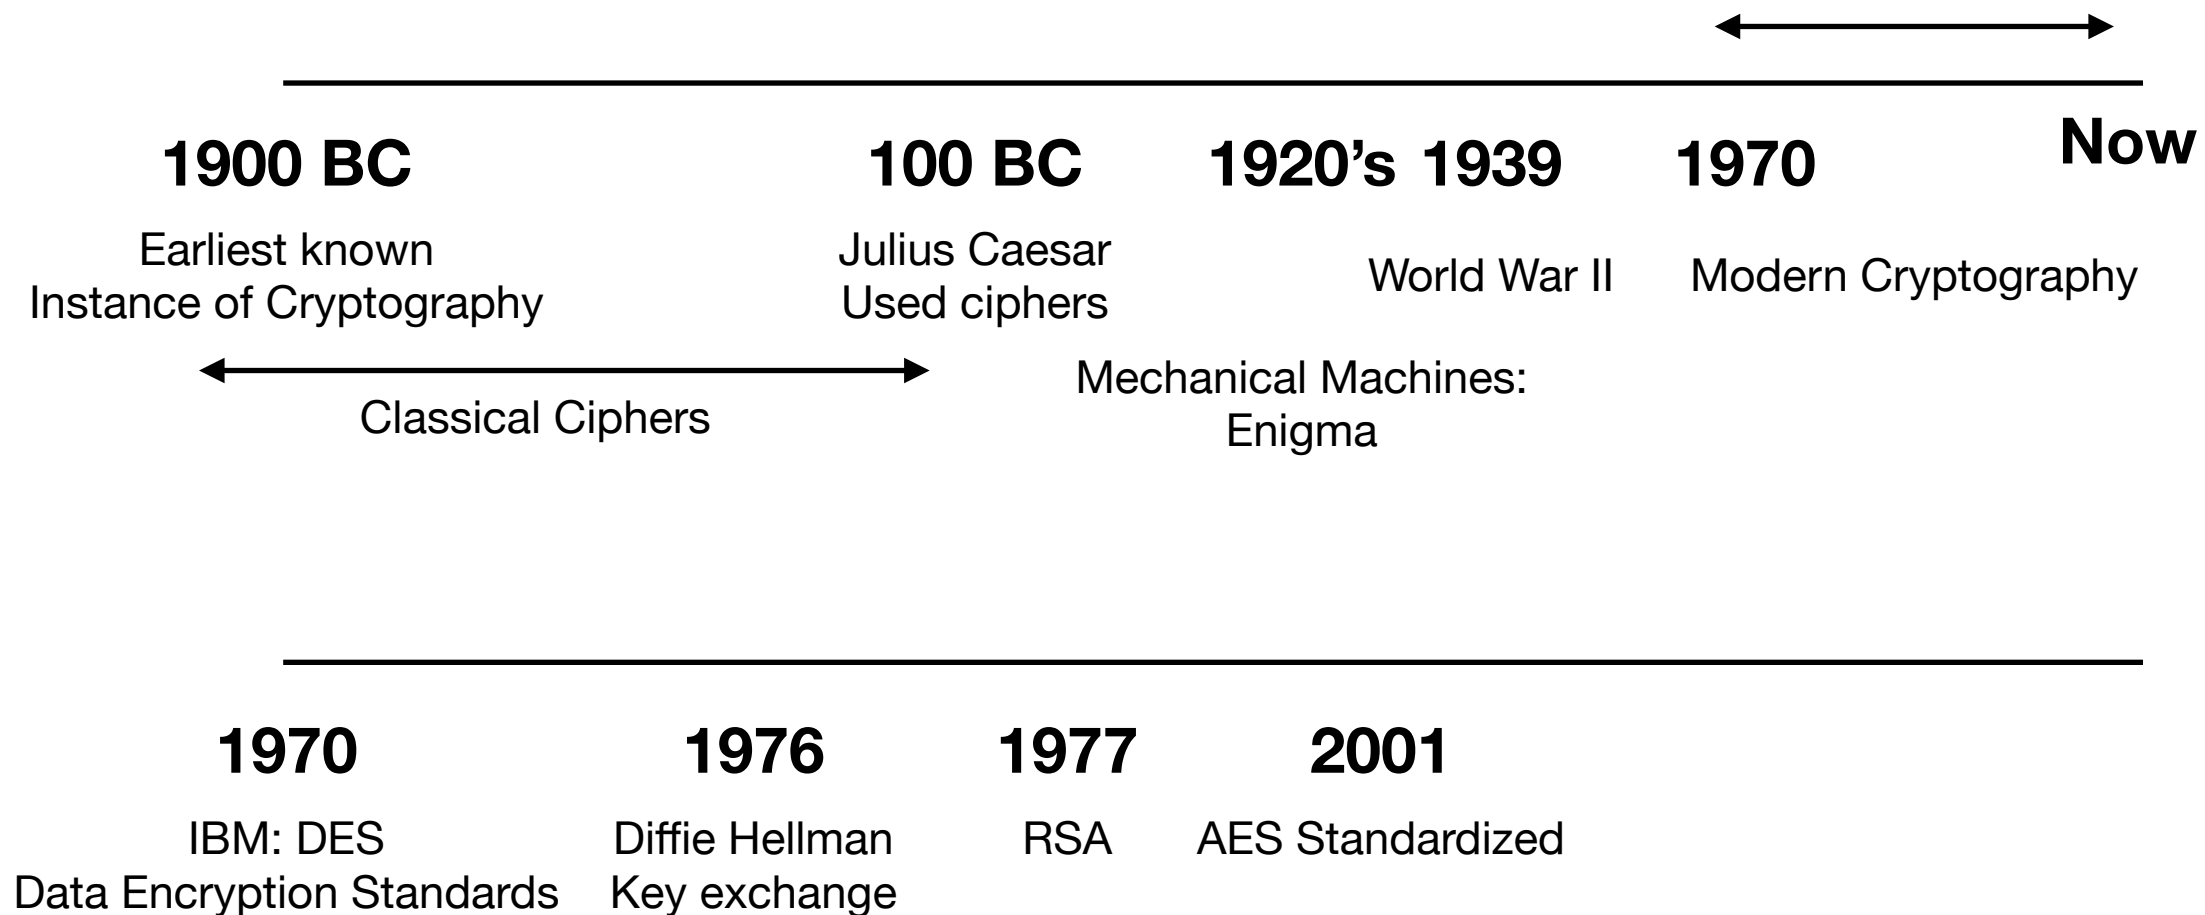 1900 BC
100 BC
1920’s
1939
1970
Now
Earliest known
Instance of Cryptography
Julius Caesar
Used ciphers
World War II
Modern Cryptography
Classical Ciphers
Mechanical Machines:
Enigma
1970
1976
1977
2001
IBM: DES
Data Encryption Standards
Diffie Hellman
Key exchange
RSA
AES Standardized